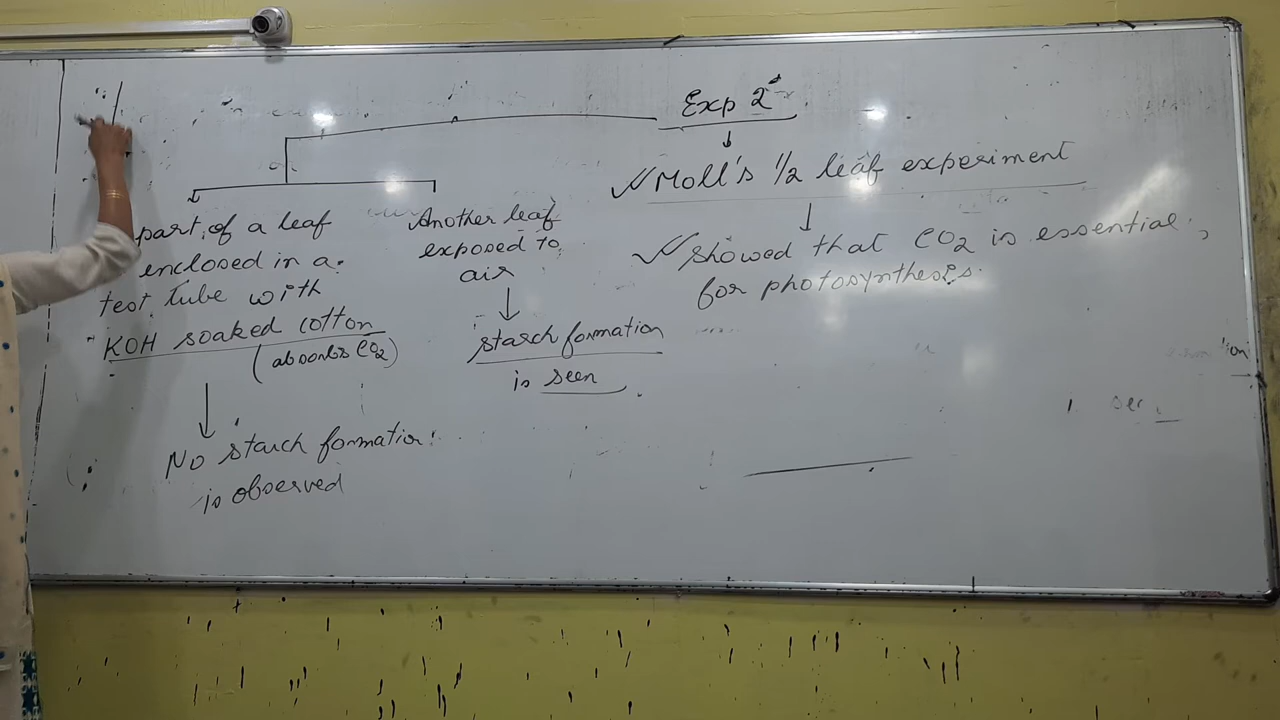 Exp 2
Moll's 1/2 leaf experiment
showed that CO2 is essential
for photosynthesis.
part of a leaf
enclosed in a
test tube with
KOH soaked cotton
(absorbs CO2)
No starch formation
is observed
Another leaf
exposed to
air
starch formation
is seen